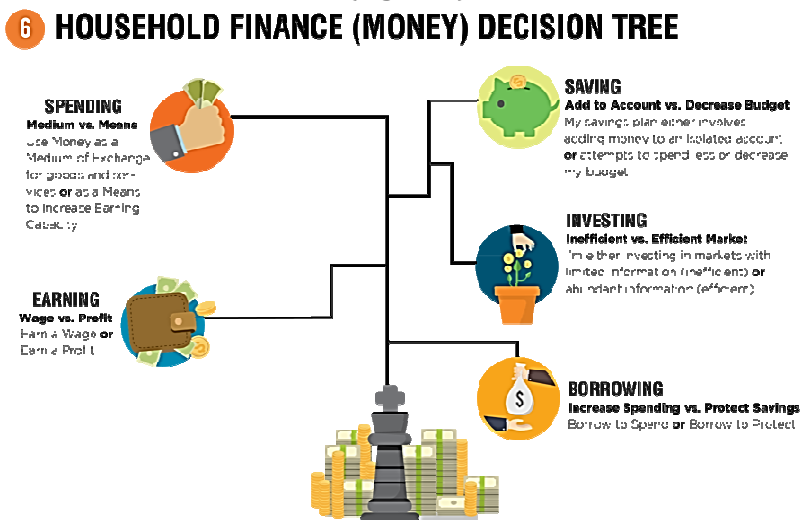 6 HOUSEHOLD FINANCE (MONEY) DECISION TREE
SPENDING
Medium vs. Means
Use Money as a
Medium of Exchange
for goods and ser-
vices or as a Means
to Increase Earning
Capacity
EARNING
Wage vs. Profit
Earn a Wage or
Earn a Profit
SAVING
Add to Account vs. Decrease Budget
My savings plan either involves
adding money to an isolated account
or attempts to spend less or decrease
my budget
INVESTING
Inefficient vs. Efficient Market
I'm either investing in markets with
limited information (inefficient) or
abundant information (efficient)
$
BORROWING
Increase Spending vs. Protect Savings
Borrow to Spend or Borrow to Protect